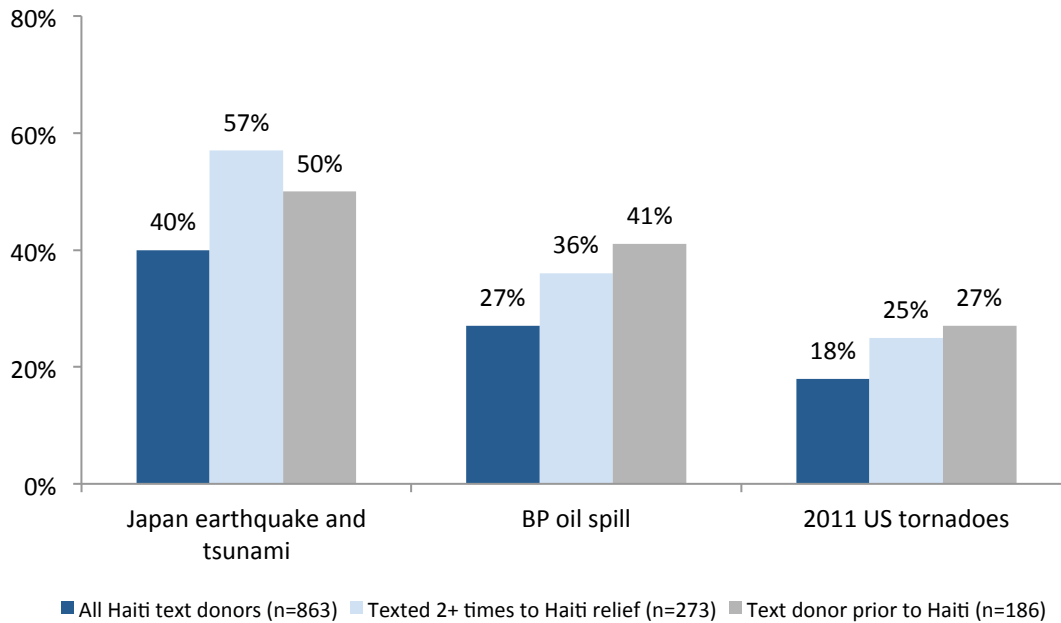 80%
60%
40%
20%
0%
40%
57%
50%
27%
36%
41%
18%
25%
27%
Japan earthquake and
tsunami
BP oil spill
2011 US tornadoes
All Haiti text donors (n=863) Texted 2+ times to Haiti relief (n=273) Text donor prior to Haiti (n=186)